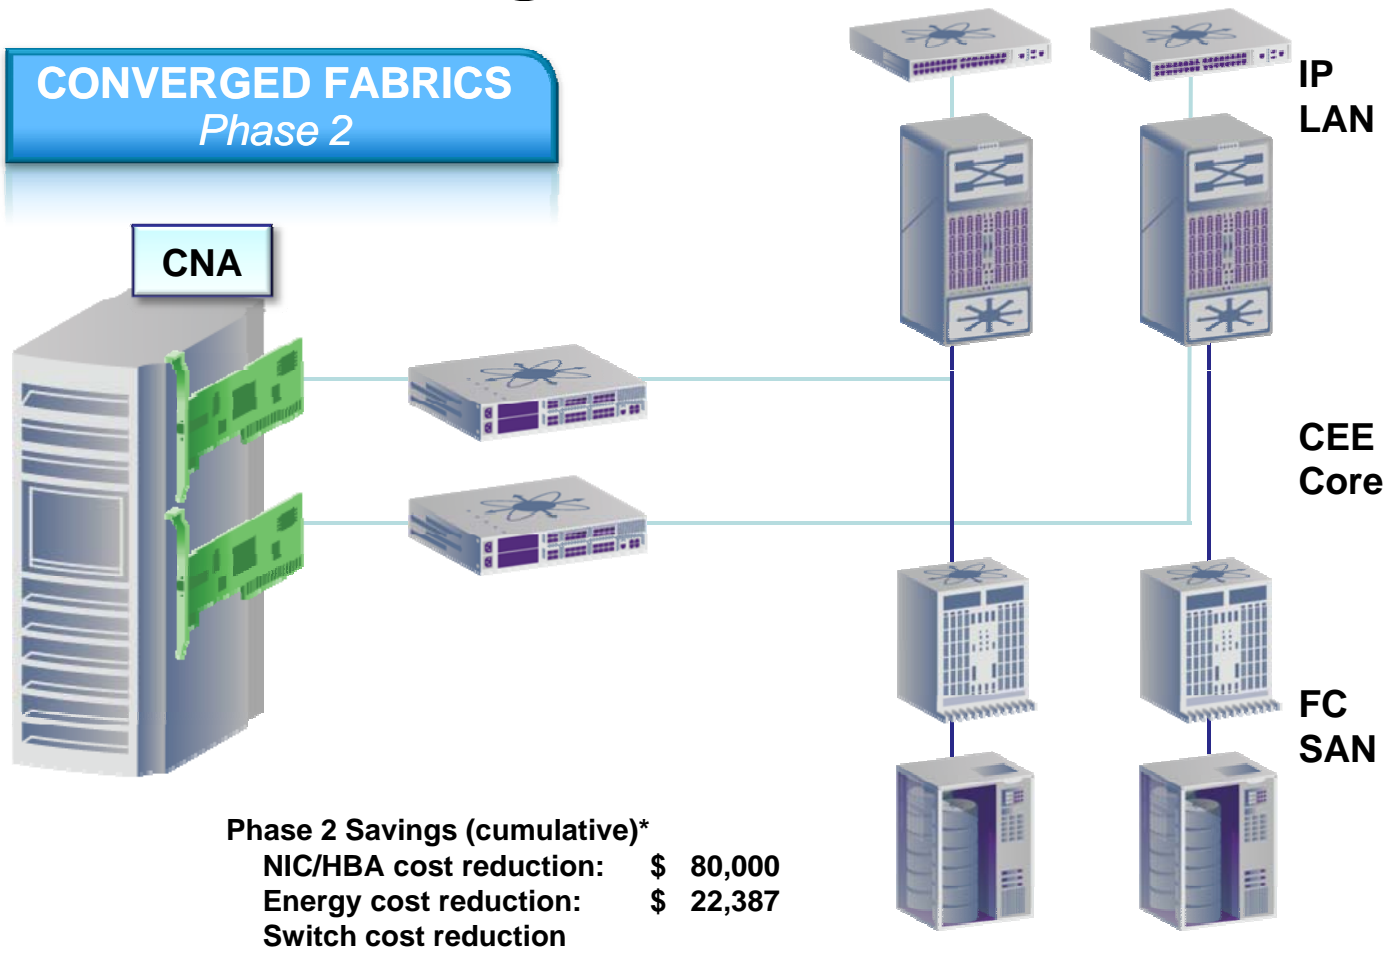 CONVERGED FABRICS
Phase 2
IP
LAN
CNA
CEE
Core
FC
SAN
Phase 2 Savings (cumulative)*
NIC/HBA cost reduction: $ 80,000
Energy cost reduction: $ 22,387
Switch cost reduction